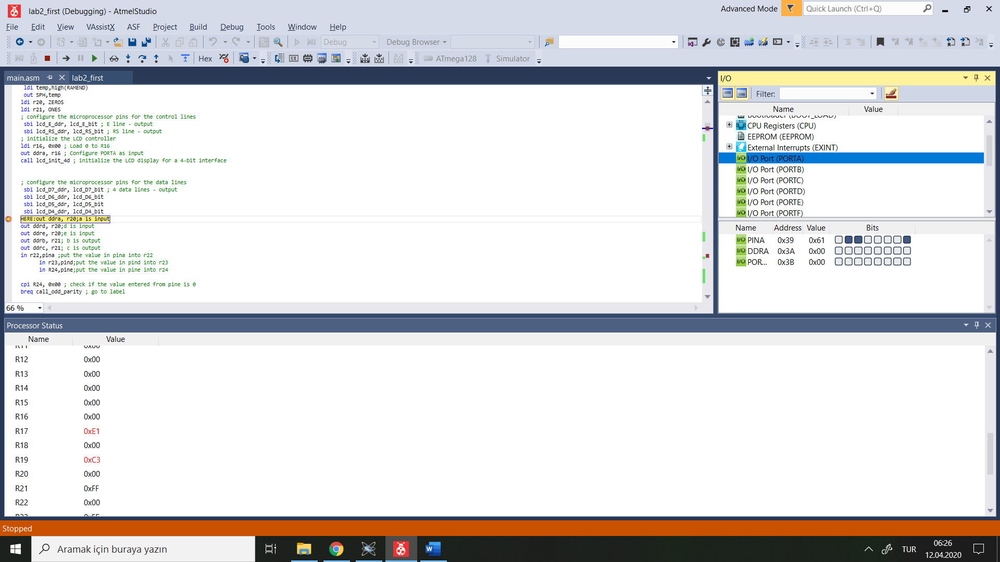 lab2_first (Debugging) - AtmelStudio
Advanced Mode
Quick Launch (Ctrl+Q)
File Edit View VAssistX ASF Project Build Debug Tools Window Help
Debug Debug Browser
Hex ATmega128 Simulator
main.asm lab2_first
ldi temp,high(RAMEND)
out SPH,temp
ldi r20, ZEROS
ldi r21, ONES
; configure the microprocessor pins for the control lines
sbi lcd_E_ddr, lcd_E_bit ; E line - output
sbi lcd_RS_ddr, lcd_RS_bit ; RS line - output
; initialize the LCD controller
ldi r16, 0x00 ; Load 0 to R16
out ddra, r16 ; Configure PORTA as input
call lcd_init_4d ; initialize the LCD display for a 4-bit interface
; configure the microprocessor pins for the data lines
sbi lcd_D7_ddr, lcd_D7_bit ; 4 data lines - output
sbi lcd_D6_ddr, lcd_D6_bit
sbi lcd_D5_ddr, lcd_D5_bit
sbi lcd_D4_ddr, lcd_D4_bit
HERE:out ddra, r20;a is input
out ddrd, r20;d is input
out ddre, r20;e is input
out ddrb, r21; b is output
out ddrc, r21; c is output
in r22,pina ;put the value in pina into r22
in r23,pind;put the value in pind into r23
in R24,pine;put the value in pine into r24
cpi R24, 0x00 ; check if the value entered from pine is 0
breq call_odd_parity ; go to label
66 %
I/O
Filter:
Name Value
Bootloader (BOOT_LOAD)
CPU Registers (CPU)
EEPROM (EEPROM)
External Interrupts (EXINT)
I/O Port (PORTA)
I/O Port (PORTB)
I/O Port (PORTC)
I/O Port (PORTD)
I/O Port (PORTE)
I/O Port (PORTF)
Name Address Value Bits
PINA 0x39 0x61
DDRA 0x3A 0x00
POR... 0x3B 0x00
Processor Status
Name Value
R11 0x00
R12 0x00
R13 0x00
R14 0x00
R15 0x00
R16 0x00
R17 0xE1
R18 0x00
R19 0xC3
R20 0x00
R21 0xFF
R22 0x00
Stopped
Aramak için buraya yazın
TUR
06:26
12.04.2020